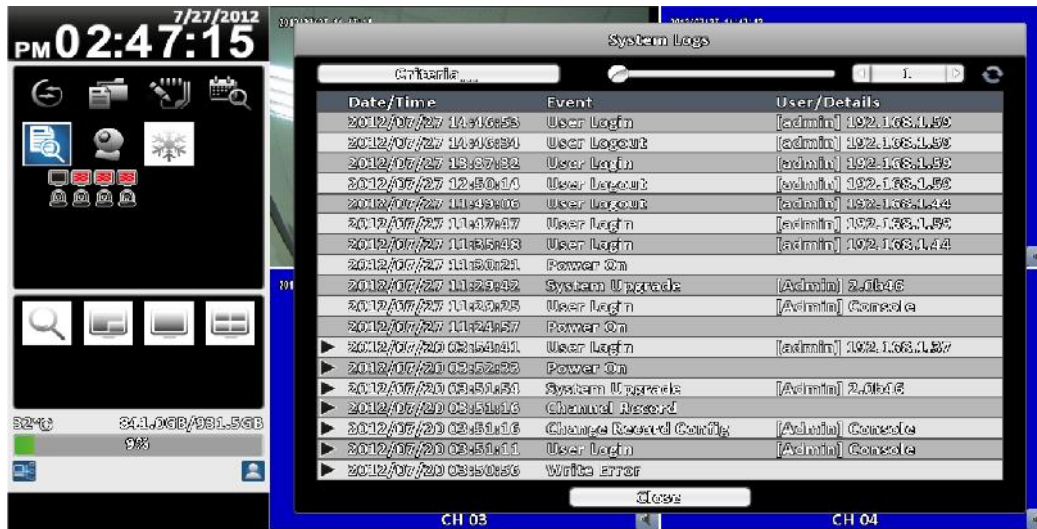 7/27/2012
PM 02:47:15
System Logs
Criteria...
1
Date/Time Event User/Details
2012/07/27 14:46:53 User Login [admin] 192.168.1.59
2012/07/27 14:46:34 User Logout [admin] 192.168.1.59
2012/07/27 13:37:32 User Login [admin] 192.168.1.59
2012/07/27 12:50:14 User Logout [admin] 192.168.1.59
2012/07/27 11:49:06 User Logout [admin] 192.168.1.44
2012/07/27 11:47:47 User Login [admin] 192.168.1.59
2012/07/27 11:35:43 User Login [admin] 192.168.1.44
2012/07/27 11:30:21 Power On
2012/07/27 11:29:42 System Upgrade [Admin] 2.0b46
2012/07/27 11:29:25 User Login [Admin] Console
2012/07/27 11:24:57 Power On
2012/07/20 03:54:41 User Login [admin] 192.168.1.37
2012/07/20 03:52:33 Power On
2012/07/20 03:51:54 System Upgrade [Admin] 2.0b46
2012/07/20 03:51:16 Channel Record
2012/07/20 03:51:16 Change Record Config [Admin] Console
2012/07/20 03:51:11 User Login [Admin] Console
2012/07/20 03:50:56 Write Error
Close
32°C 841.0GB/931.5GB
9%
CH 03 CH 04